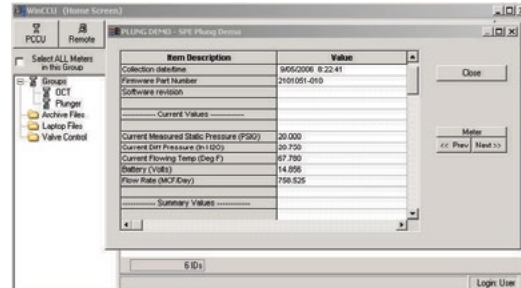 WinCCU (Home Screen)
PCCU Remote
Select ALL Meters
in this Group
Groups
OCT
Plunger
Archive Files
Laptop Files
Valve Control
PLUNG DEMO - SPE Plung Demo
Item Description Value
Collection date/time 9/05/2006 8:22:41
Firmware Part Number 2101051-010
Software revision
----------- Current Values -----------
Current Measured Static Pressure (PSIG) 20.000
Current Diff Pressure (In H2O) 20.750
Current Flowing Temp (Deg F) 67.780
Battery (Volts) 14.856
Flow Rate (MCF/Day) 758.525
----------- Summary Values -----------
Close
Meter
<< Prev Next >>
6 IDs
Login: User